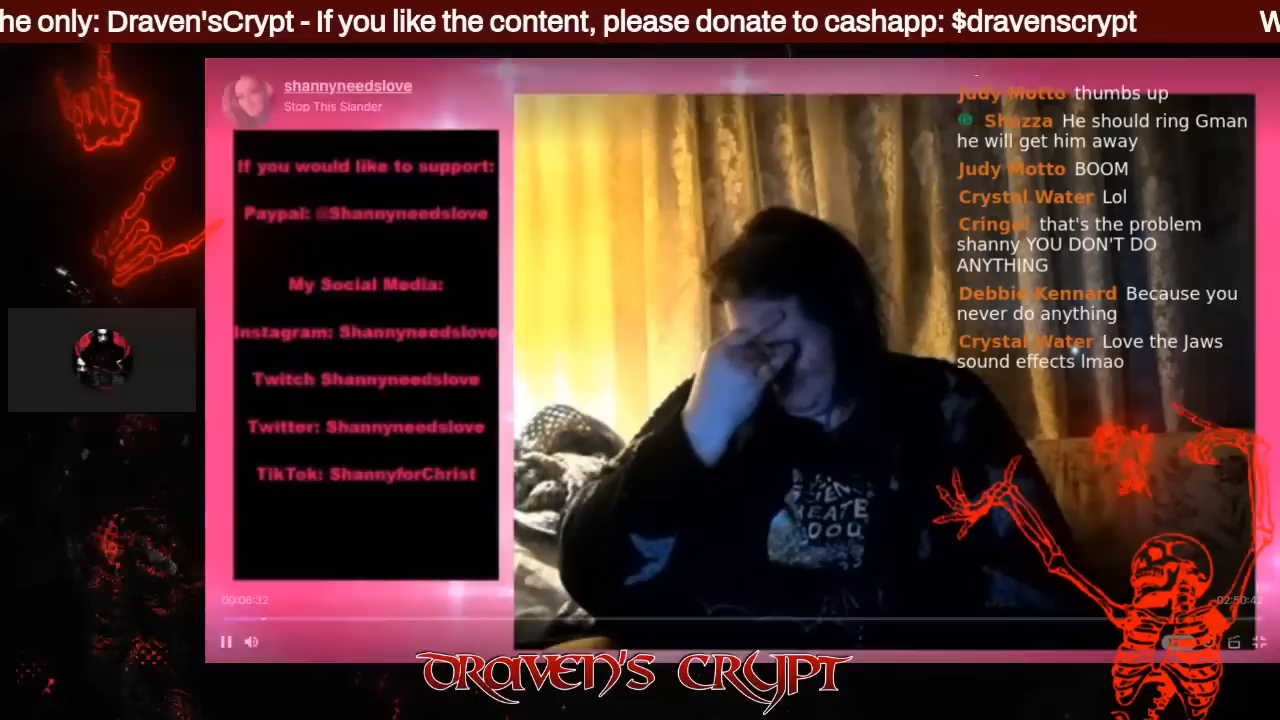 he only: Draven'sCrypt - If you like the content, please donate to cashapp: $dravenscrypt
W
shannyneedslove
Stop This Slander
If you would like to support:
Paypal: @Shannyneedslove
My Social Media:
Instagram: Shannyneedslove
Twitch Shannyneedslove
Twitter: Shannyneedslove
TikTok: ShannyforChrist
Judy Motto thumbs up
Shazza He should ring Gman
he will get him away
Judy Motto BOOM
Crystal Water Lol
Cringe! that's the problem
shanny YOU DON'T DO
ANYTHING
Debbie Kennard Because you
never do anything
Crystal Water Love the Jaws
sound effects lmao
00:06:32
02:50:42
DRAVEN'S CRYPT